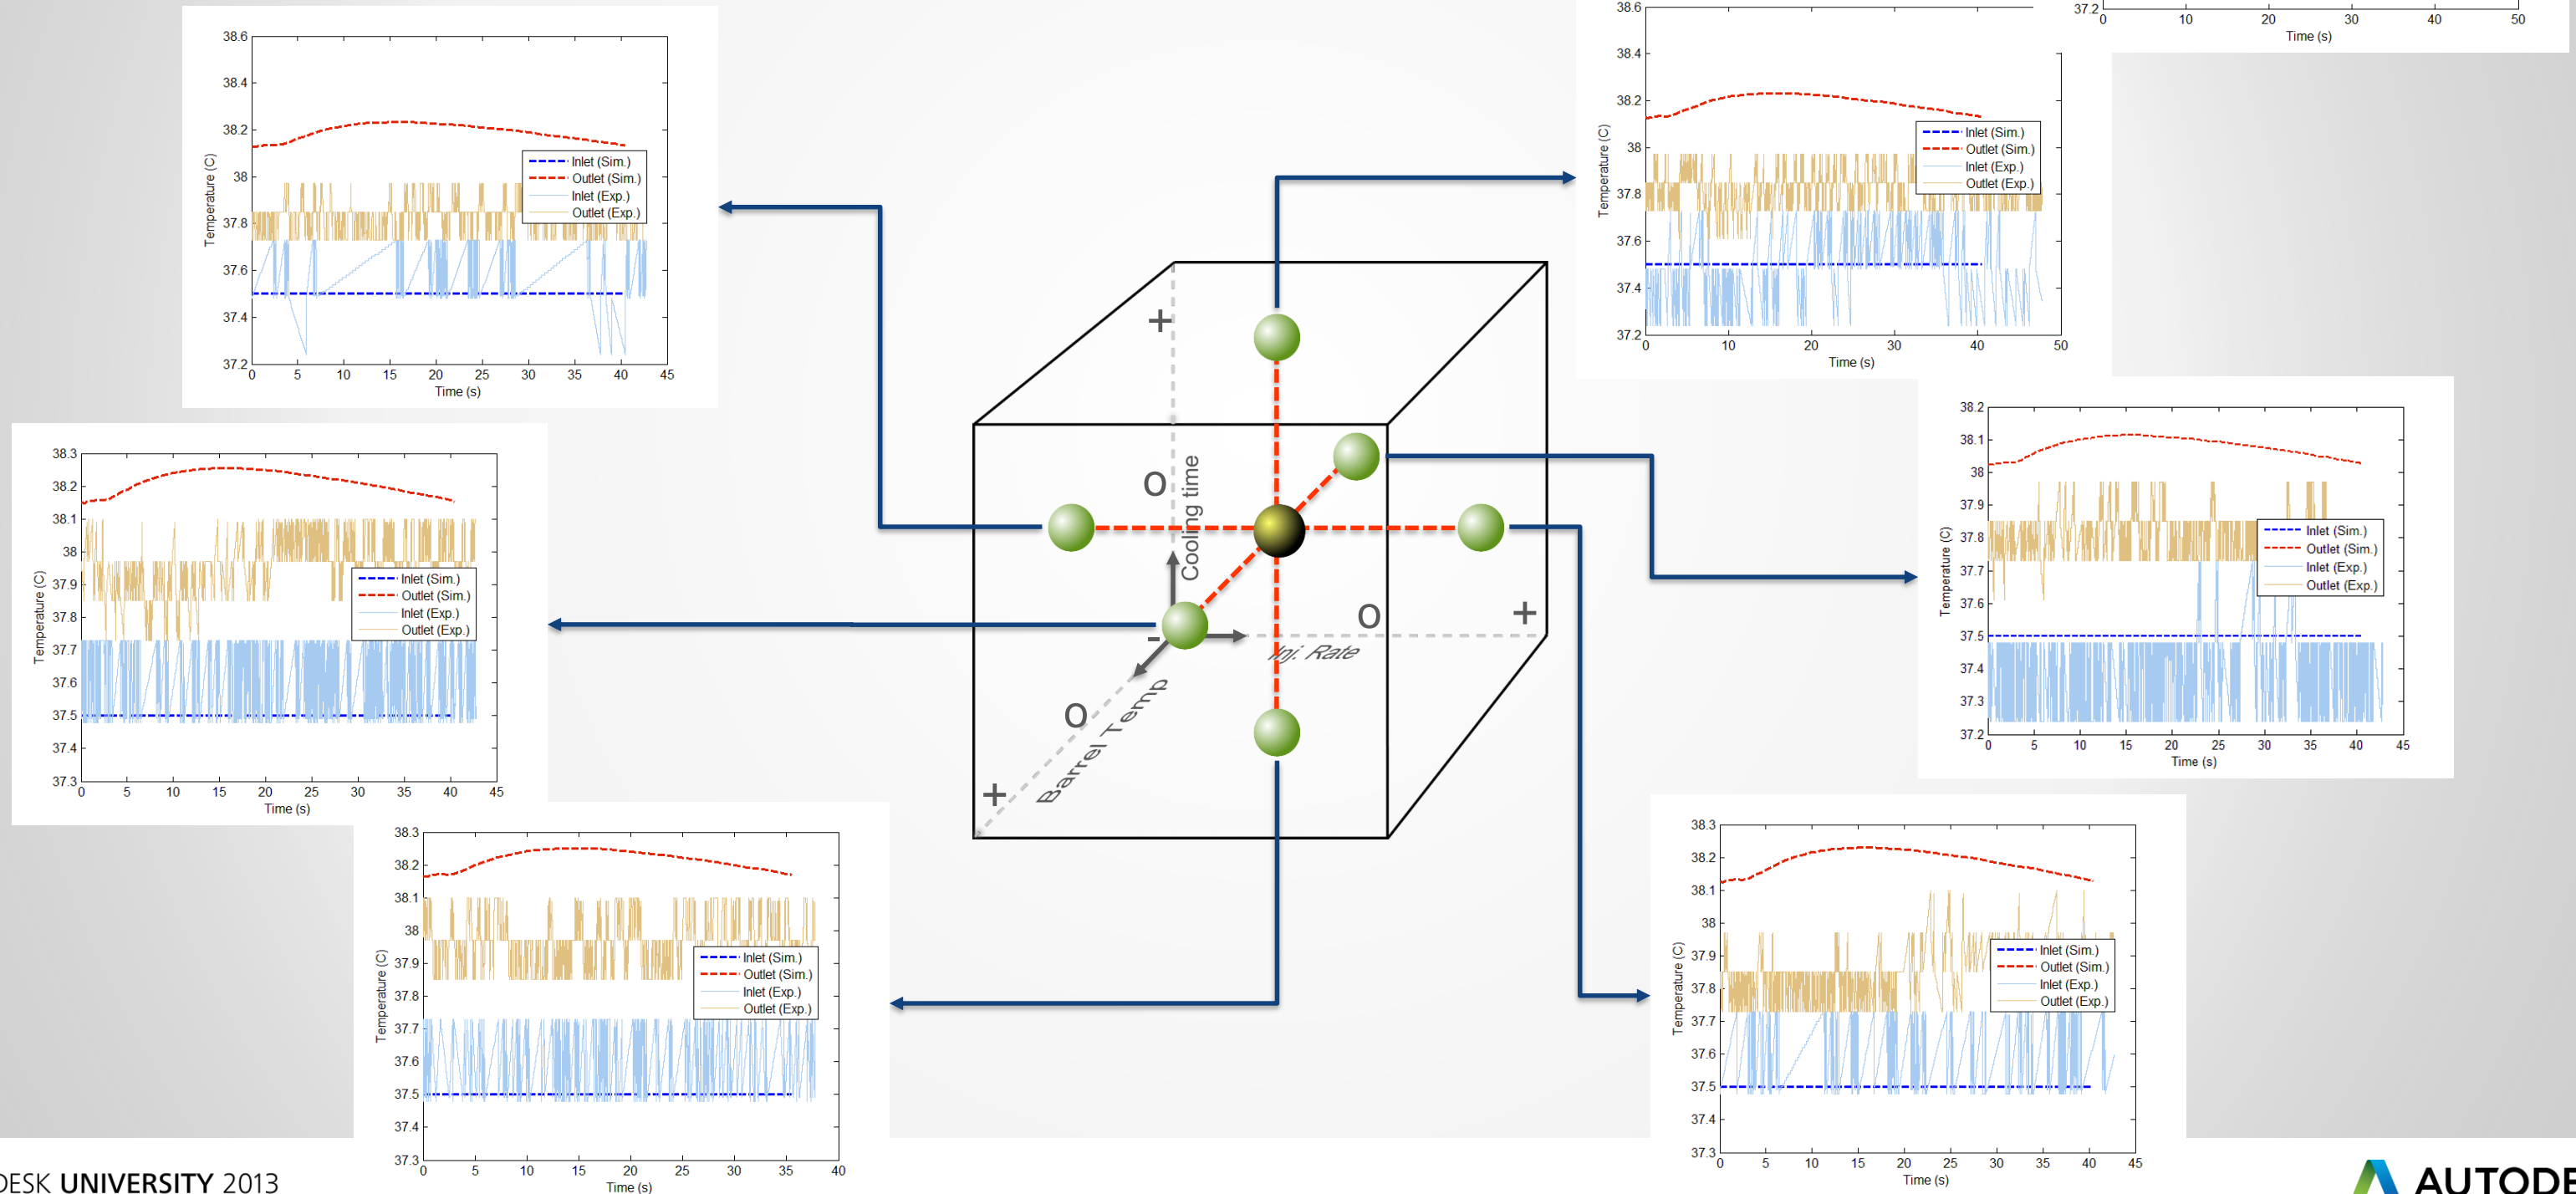 38.6
38.4
38.2
38
37.8
37.6
37.4
37.2
0 5 10 15 20 25 30 35 40 45
Time (s)
Temperature (C)
Inlet (Sim.)
Outlet (Sim.)
Inlet (Exp.)
Outlet (Exp.)
37.2
0 10 20 30 40 50
Time (s)
38.6
38.4
38.2
38
37.8
37.6
37.4
37.2
0 10 20 30 40 50
Time (s)
Temperature (C)
Inlet (Sim.)
Outlet (Sim.)
Inlet (Exp.)
Outlet (Exp.)
38.3
38.2
38.1
38
37.9
37.8
37.7
37.6
37.5
37.4
37.3
0 5 10 15 20 25 30 35 40 45
Time (s)
Temperature (C)
Inlet (Sim.)
Outlet (Sim.)
Inlet (Exp.)
Outlet (Exp.)
+
O
Cooling time
-
O
+
Inj. Rate
O
+
Barrel Temp
38.2
38.1
38
37.9
37.8
37.7
37.6
37.5
37.4
37.3
37.2
0 5 10 15 20 25 30 35 40 45
Time (s)
Temperature (C)
Inlet (Sim.)
Outlet (Sim.)
Inlet (Exp.)
Outlet (Exp.)
38.3
38.2
38.1
38
37.9
37.8
37.7
37.6
37.5
37.4
37.3
0 5 10 15 20 25 30 35 40
Time (s)
Temperature (C)
Inlet (Sim.)
Outlet (Sim.)
Inlet (Exp.)
Outlet (Exp.)
38.3
38.2
38.1
38
37.9
37.8
37.7
37.6
37.5
37.4
37.3
0 5 10 15 20 25 30 35 40 45
Time (s)
Temperature (C)
Inlet (Sim.)
Outlet (Sim.)
Inlet (Exp.)
Outlet (Exp.)
DESK UNIVERSITY 2013
AUTODE